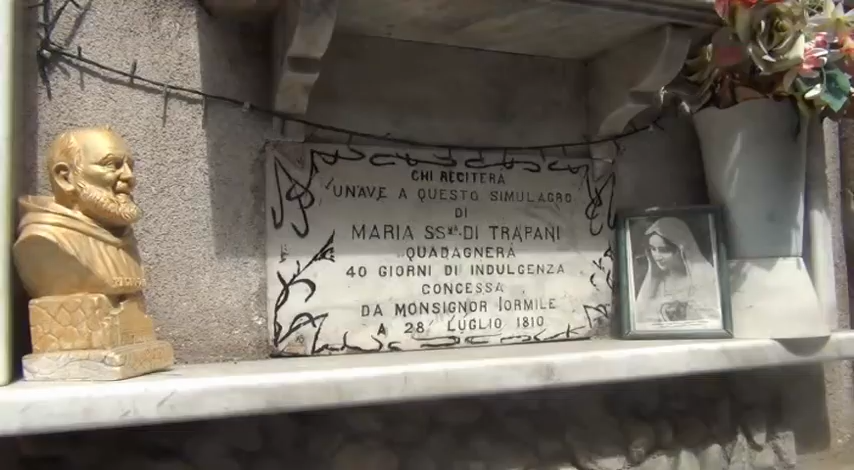 CHI RECITERÀ
UN'AVE A QUESTO SIMULAGRO
DI
MARIA SS.MA DI TRAPANI
GUADAGNERÀ
40 GIORNI DI INDULGENZA
CONCESSA
DA MONSIGNOR IORMILE
A 28 LUGLIO 1810